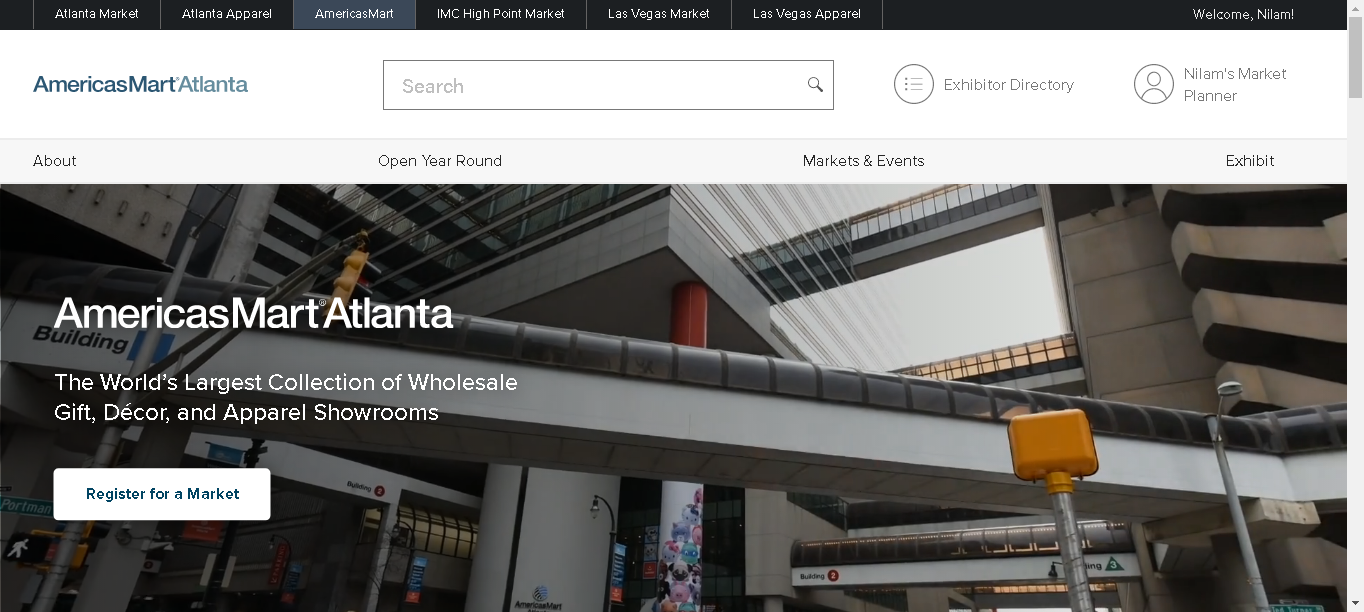 Atlanta Market
Atlanta Apparel
AmericasMart
IMC High Point Market
Las Vegas Market
Las Vegas Apparel
Welcome, Nilam!
AmericasMart®Atlanta
Search
Exhibitor Directory
Nilam's Market
Planner
About
Open Year Round
Markets & Events
Exhibit
AmericasMart®Atlanta
Building 1
The World's Largest Collection of Wholesale
Gift, Décor, and Apparel Showrooms
Register for a Market
Building 2
Portman
Building 2
3
AmericasMart